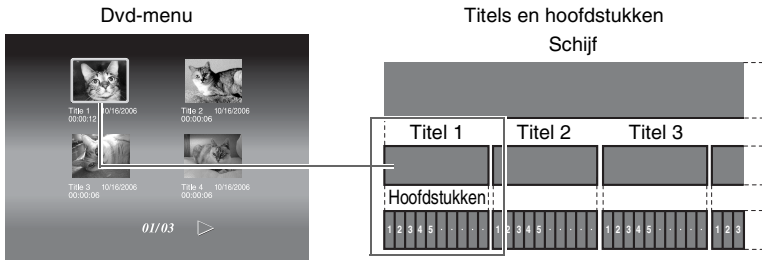 Dvd-menu
Titels en hoofdstukken
Schijf
Title 1 10/16/2006
00:00:12
Title 2 10/16/2006
00:00:06
Title 3 10/16/2006
00:00:06
Title 4 10/16/2006
00:00:06
01/03
Titel 1 Titel 2 Titel 3
Hoofdstukken
1 2 3 4 5 · · · · · 1 2 3 4 5 · · · · · 1 2 3 4 5 · · · · · 1 2 3